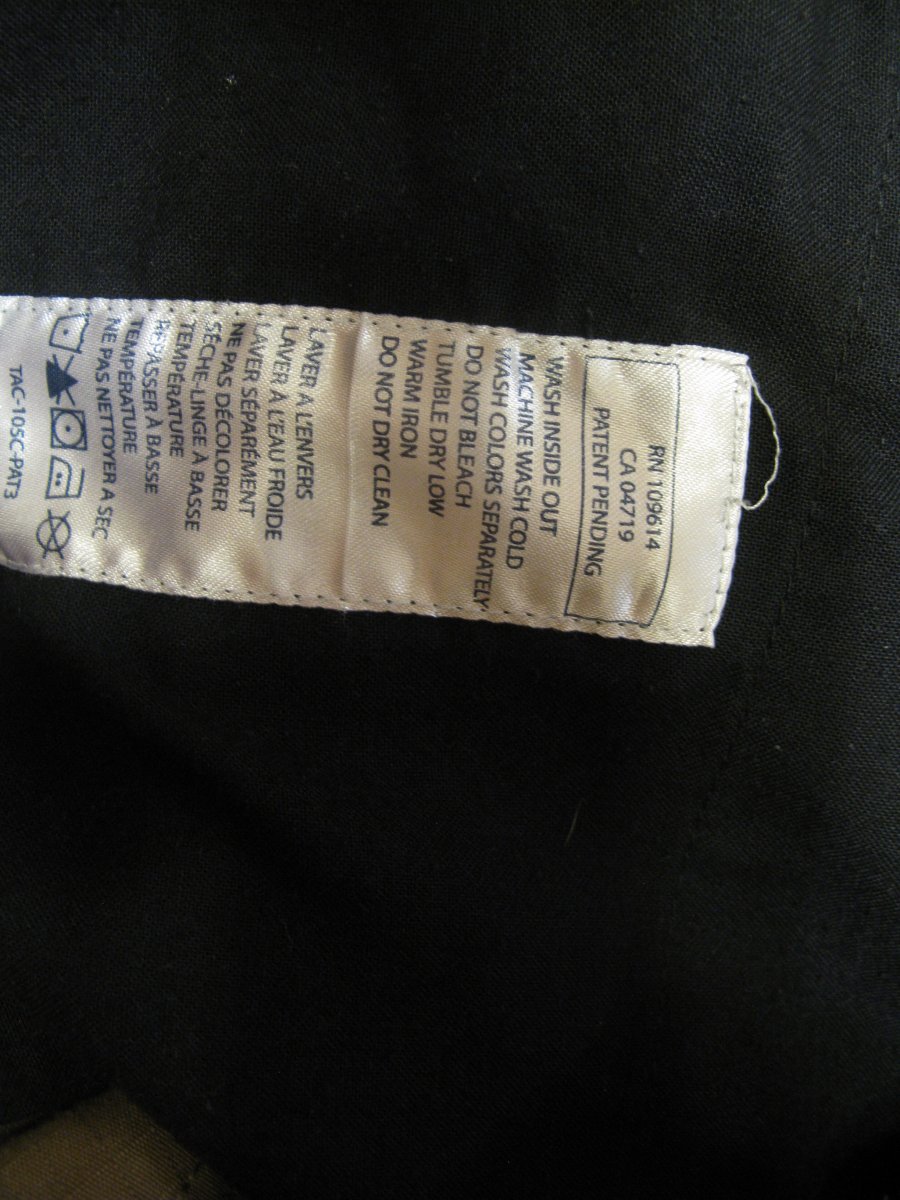 RN 109614
CA 04719
PATENT PENDING
WASH INSIDE OUT
MACHINE WASH COLD
WASH COLORS SEPARATELY
DO NOT BLEACH
TUMBLE DRY LOW
WARM IRON
DO NOT DRY CLEAN
LAVER A L'ENVERS
LAVER À L'EAU FROIDE
LAVER SÉPARÉMENT
NE PAS DÉCOLORER
SÈCHE-LINGE À BASSE
TEMPÉRATURE
REPASSER À BASSE
TEMPÉRATURE
NE PAS NETTOYER A SEC
TAC-105C-PAT3